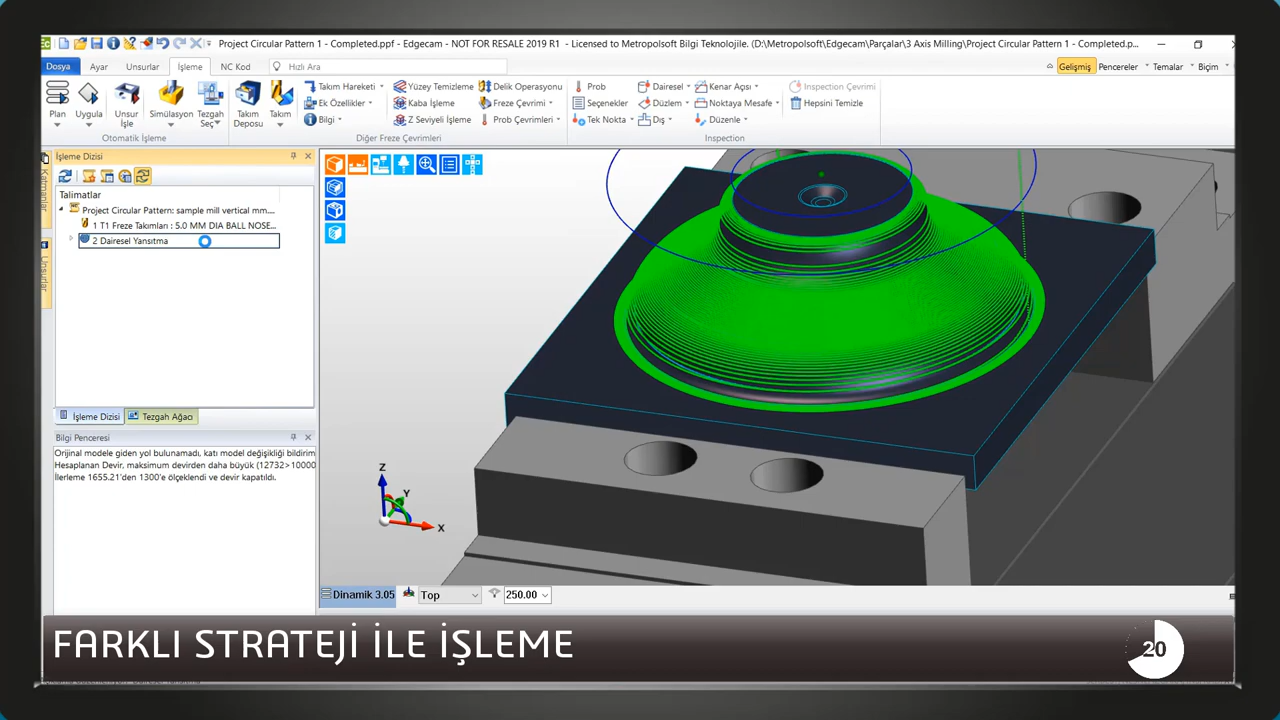 Project Circular Pattern 1 - Completed.ppf - Edgecam - NOT FOR RESALE 2019 R1 - Licensed to Metropolsoft Bilgi Teknolojile. (D:\Metropolsoft\Edgecam\Parçalar\3 Axis Milling\Project Circular Pattern 1 - Completed.p...
Dosya Ayar Unsurlar İşleme NC Kod Hızlı Ara Gelişmiş Pencereler Temalar Biçim
Plan Uygula Unsur İşle Simülasyon Tezgah Seç
Otomatik İşleme
Takım Deposu Takım
Takım Hareketi Yüzey Temizleme Delik Operasyonu
Ek Özellikler Kaba İşleme Freze Çevrimi
Bilgi Z Seviyeli İşleme Prob Çevrimleri
Diğer Freze Çevrimleri
Prob Dairesel Kenar Açısı Inspection Çevrimi
Seçenekler Düzlem Noktaya Mesafe Hepsini Temizle
Tek Nokta Dış Düzenle
Inspection
İşleme Dizisi
Katmanlar
Unsurlar
Talimatlar
Project Circular Pattern: sample mill vertical mm....
1 T1 Freze Takımları : 5.0 MM DIA BALL NOSE...
2 Dairesel Yansıtma
İşleme Dizisi Tezgah Ağacı
Bilgi Penceresi
Orijinal modele giden yol bulunamadı, katı model değişikliği bildirim
Hesaplanan Devir, maksimum devirden daha büyük (12732>10000
İlerleme 1655.21'den 1300'e ölçeklendi ve devir kapatıldı.
Z
Y
X
Dinamik 3.05 Top 250.00
FARKLI STRATEJİ İLE İŞLEME
20